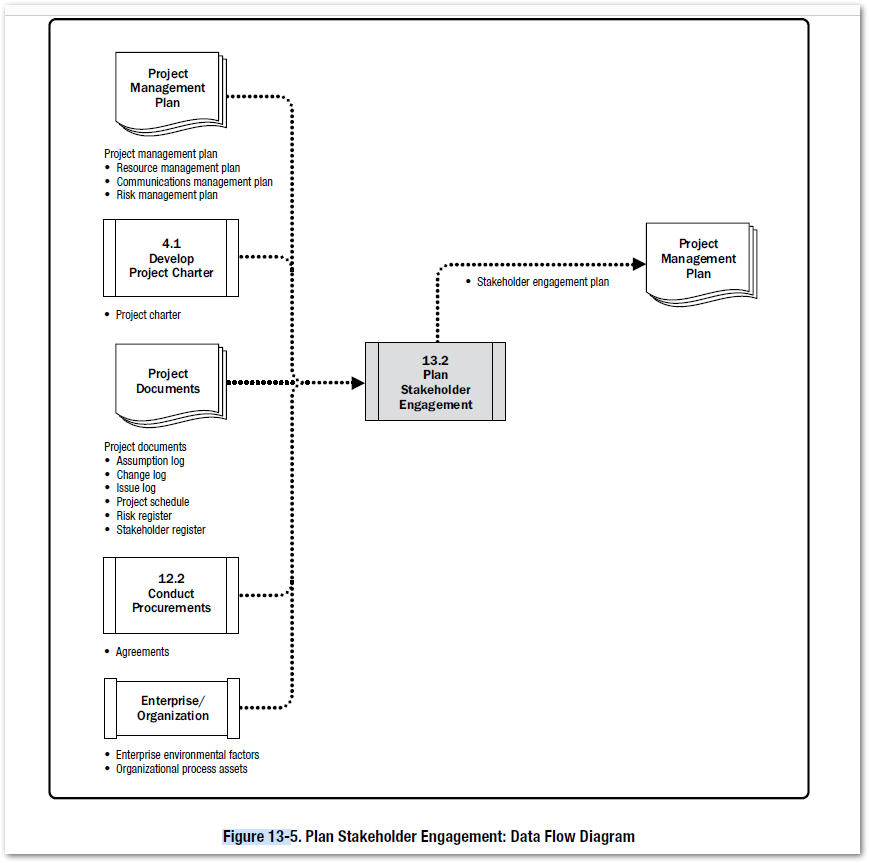 Project
Management
Plan
Project management plan
• Resource management plan
• Communications management plan
• Risk management plan
4.1
Develop
Project Charter
• Project charter
Project
Documents
Project documents
• Assumption log
• Change log
• Issue log
• Project schedule
• Risk register
• Stakeholder register
12.2
Conduct
Procurements
• Agreements
Enterprise/
Organization
• Enterprise environmental factors
• Organizational process assets
13.2
Plan
Stakeholder
Engagement
• Stakeholder engagement plan
Project
Management
Plan
Figure 13-5. Plan Stakeholder Engagement: Data Flow Diagram